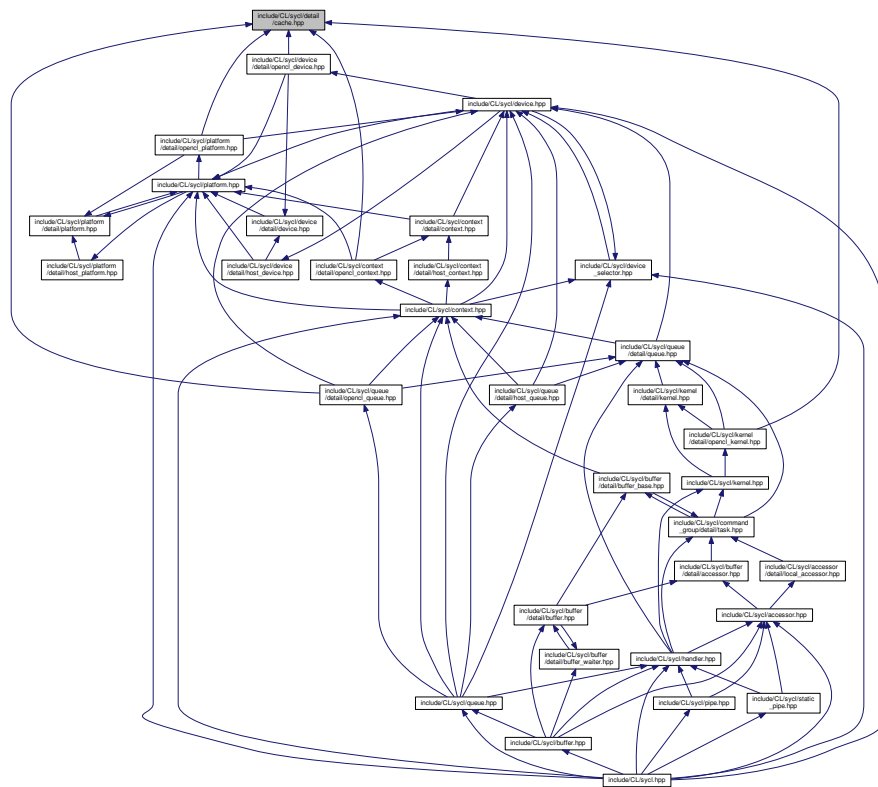 include/CL/sycl/detail
/cache.hpp
include/CL/sycl/device
/detail/opencl_device.hpp
include/CL/sycl/device.hpp
include/CL/sycl/platform
/detail/opencl_platform.hpp
include/CL/sycl/platform.hpp
include/CL/sycl/platform
/detail/platform.hpp
include/CL/sycl/device
/detail/device.hpp
include/CL/sycl/context
/detail/context.hpp
include/CL/sycl/platform
/detail/host_platform.hpp
include/CL/sycl/device
/detail/host_device.hpp
include/CL/sycl/context
/detail/opencl_context.hpp
include/CL/sycl/context
/detail/host_context.hpp
include/CL/sycl/device
_selector.hpp
include/CL/sycl/context.hpp
include/CL/sycl/queue
/detail/queue.hpp
include/CL/sycl/queue
/detail/opencl_queue.hpp
include/CL/sycl/queue
/detail/host_queue.hpp
include/CL/sycl/kernel
/detail/kernel.hpp
include/CL/sycl/kernel
/detail/opencl_kernel.hpp
include/CL/sycl/buffer
/detail/buffer_base.hpp
include/CL/sycl/kernel.hpp
include/CL/sycl/command
_group/detail/task.hpp
include/CL/sycl/buffer
/detail/accessor.hpp
include/CL/sycl/accessor
/detail/local_accessor.hpp
include/CL/sycl/buffer
/detail/buffer.hpp
include/CL/sycl/accessor.hpp
include/CL/sycl/buffer
/detail/buffer_waiter.hpp
include/CL/sycl/handler.hpp
include/CL/sycl/queue.hpp
include/CL/sycl/pipe.hpp
include/CL/sycl/static
_pipe.hpp
include/CL/sycl/buffer.hpp
include/CL/sycl.hpp